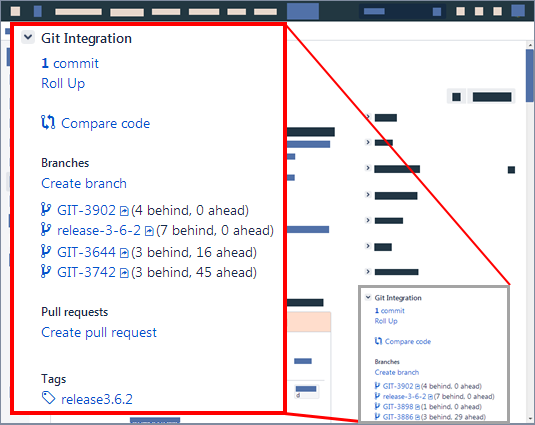 Git Integration
1 commit
Roll Up
Compare code
Branches
Create branch
GIT-3902 (4 behind, 0 ahead)
release-3-6-2 (7 behind, 0 ahead)
GIT-3644 (3 behind, 16 ahead)
GIT-3742 (3 behind, 45 ahead)
Pull requests
Create pull request
Tags
release3.6.2
d
Git Integration
1 commit
Roll Up
Compare code
Branches
Create branch
GIT-3902 (4 behind, 0 ahead)
release-3-6-2 (7 behind, 0 ahead)
GIT-3898 (1 behind, 0 ahead)
GIT-3886 (3 behind, 29 ahead)